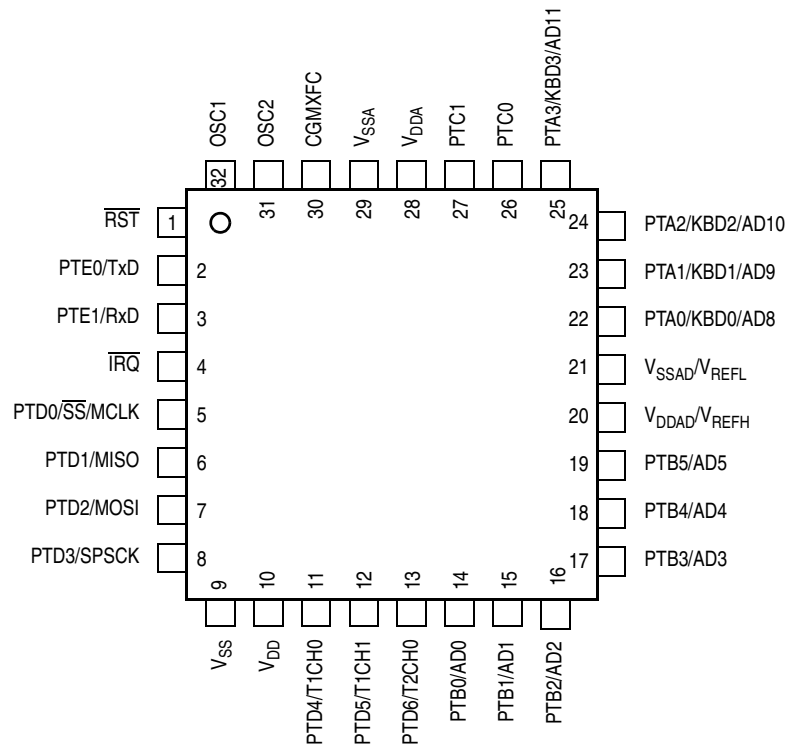 OSC1
OSC2
CGMXFC
VSSA
VDDA
PTC1
PTC0
PTA3/KBD3/AD11
32
31
30
29
28
27
26
25
R̅S̅T̅
1
24
PTA2/KBD2/AD10
PTE0/TxD
2
23
PTA1/KBD1/AD9
PTE1/RxD
3
22
PTA0/KBD0/AD8
I̅R̅Q̅
4
21
VSSAD/VREFL
PTD0/S̅S̅/MCLK
5
20
VDDAD/VREFH
PTD1/MISO
6
19
PTB5/AD5
PTD2/MOSI
7
18
PTB4/AD4
PTD3/SPSCK
8
17
PTB3/AD3
9
10
11
12
13
14
15
16
VSS
VDD
PTD4/T1CH0
PTD5/T1CH1
PTD6/T2CH0
PTB0/AD0
PTB1/AD1
PTB2/AD2